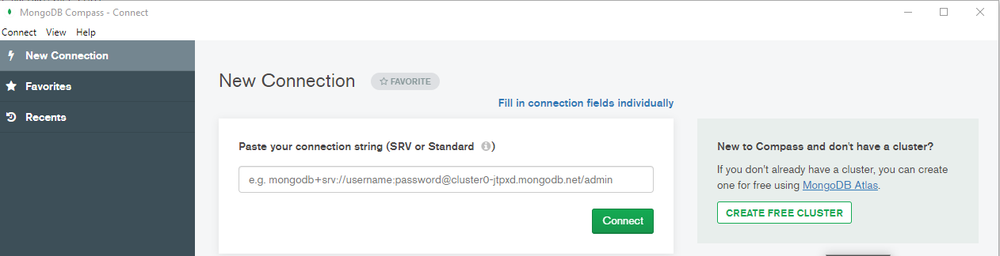 MongoDB Compass - Connect
Connect View Help
New Connection
Favorites
Recents
New Connection
FAVORITE
Fill in connection fields individually
Paste your connection string (SRV or Standard )
e.g. mongodb+srv://username:password@cluster0-jtpxd.mongodb.net/admin
Connect
New to Compass and don't have a cluster?
If you don't already have a cluster, you can create
one for free using MongoDB Atlas.
CREATE FREE CLUSTER